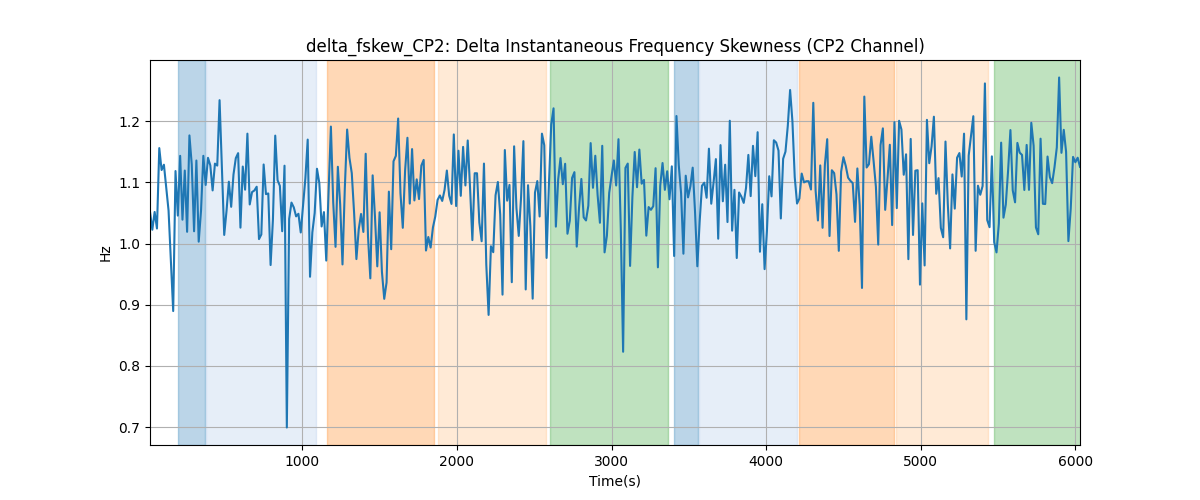 delta_fskew_CP2: Delta Instantaneous Frequency Skewness (CP2 Channel)
Hz
1.2
1.1
1.0
0.9
0.8
0.7
1000 2000 3000 4000 5000 6000
Time(s)